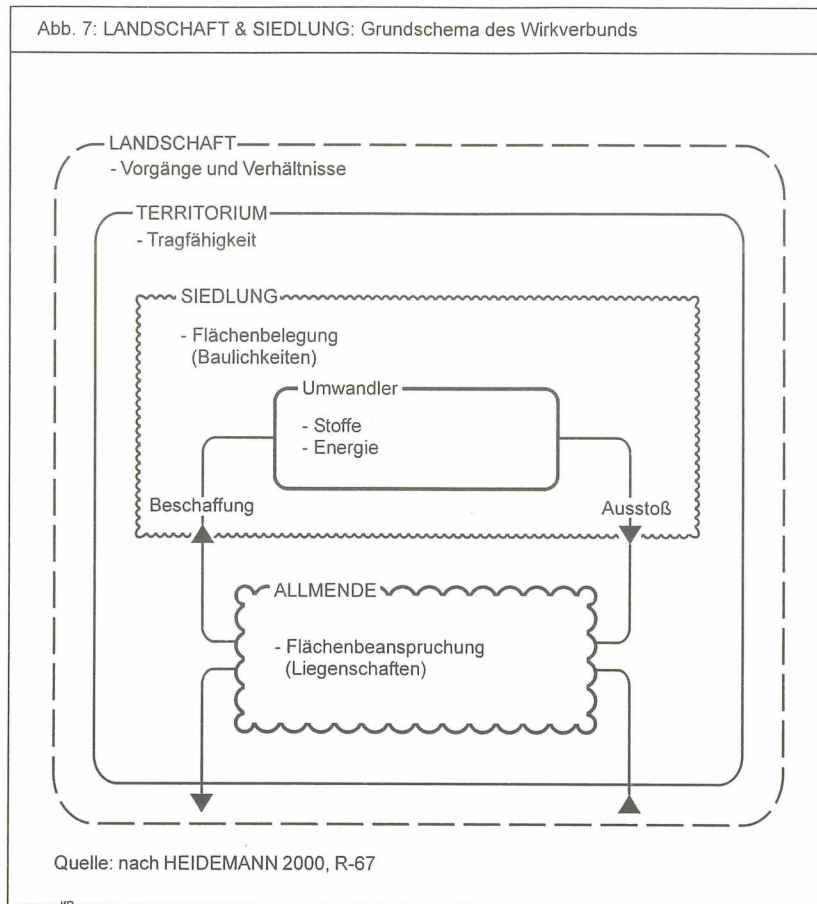 Abb. 7: LANDSCHAFT & SIEDLUNG: Grundschema des Wirkverbunds
LANDSCHAFT
- Vorgänge und Verhältnisse
TERRITORIUM
- Tragfähigkeit
SIEDLUNG
- Flächenbelegung
(Baulichkeiten)
Umwandler
- Stoffe
- Energie
Beschaffung
Ausstoß
ALLMENDE
- Flächenbeanspruchung
(Liegenschaften)
Quelle: nach HEIDEMANN 2000, R-67